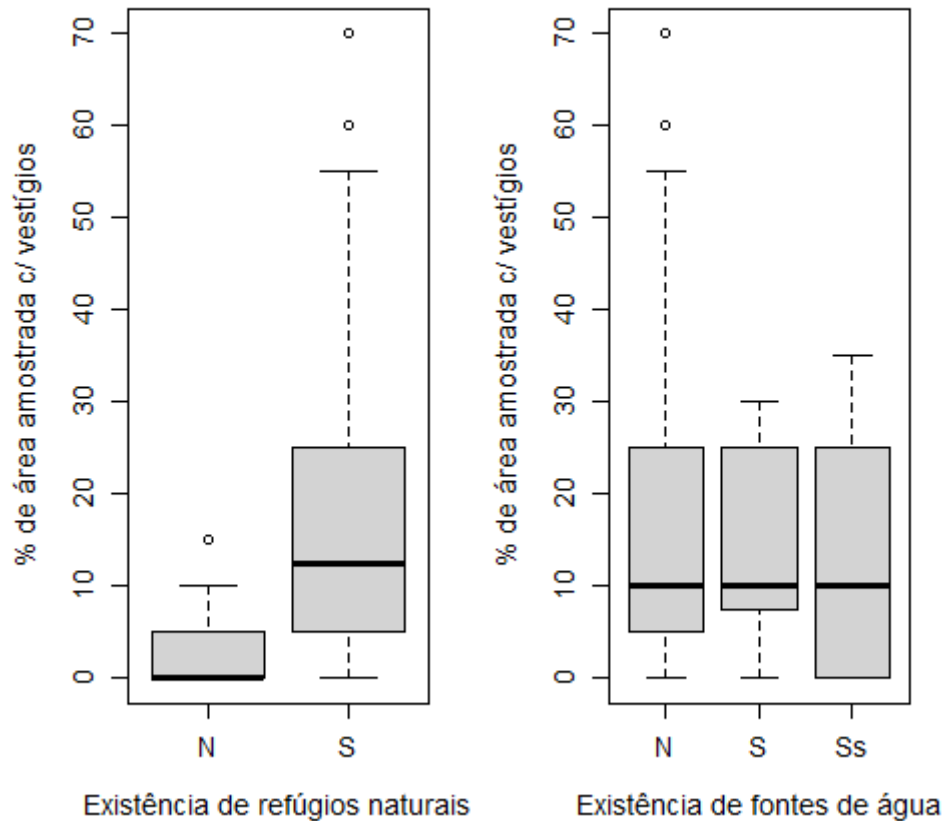 % de área amostrada c/ vestígios
70
60
50
40
30
20
10
0
N S
Existência de refúgios naturais
% de área amostrada c/ vestígios
70
60
50
40
30
20
10
0
N S Ss
Existência de fontes de água